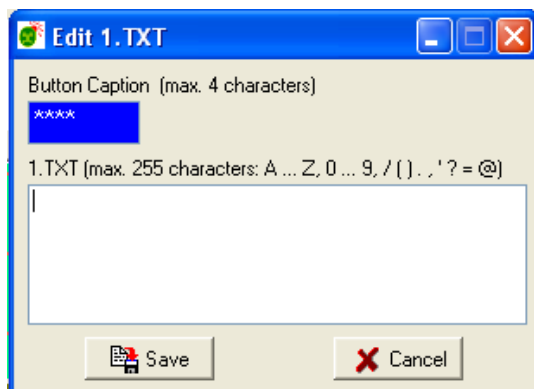 Edit 1.TXT
Button Caption (max. 4 characters)
****
1.TXT (max. 255 characters: A ... Z, 0 ... 9, / ( ) . , ' ? = @)
Save Cancel